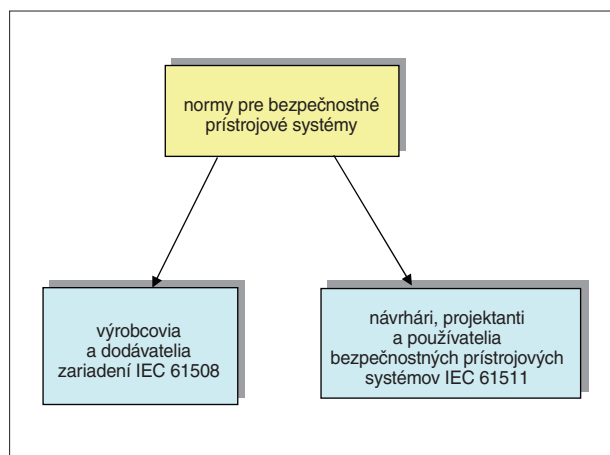 normy pre bezpečnostné
prístrojové systémy
výrobcovia
a dodávatelia
zariadení IEC 61508
návrhári, projektanti
a používatelia
bezpečnostných prístrojových
systémov IEC 61511